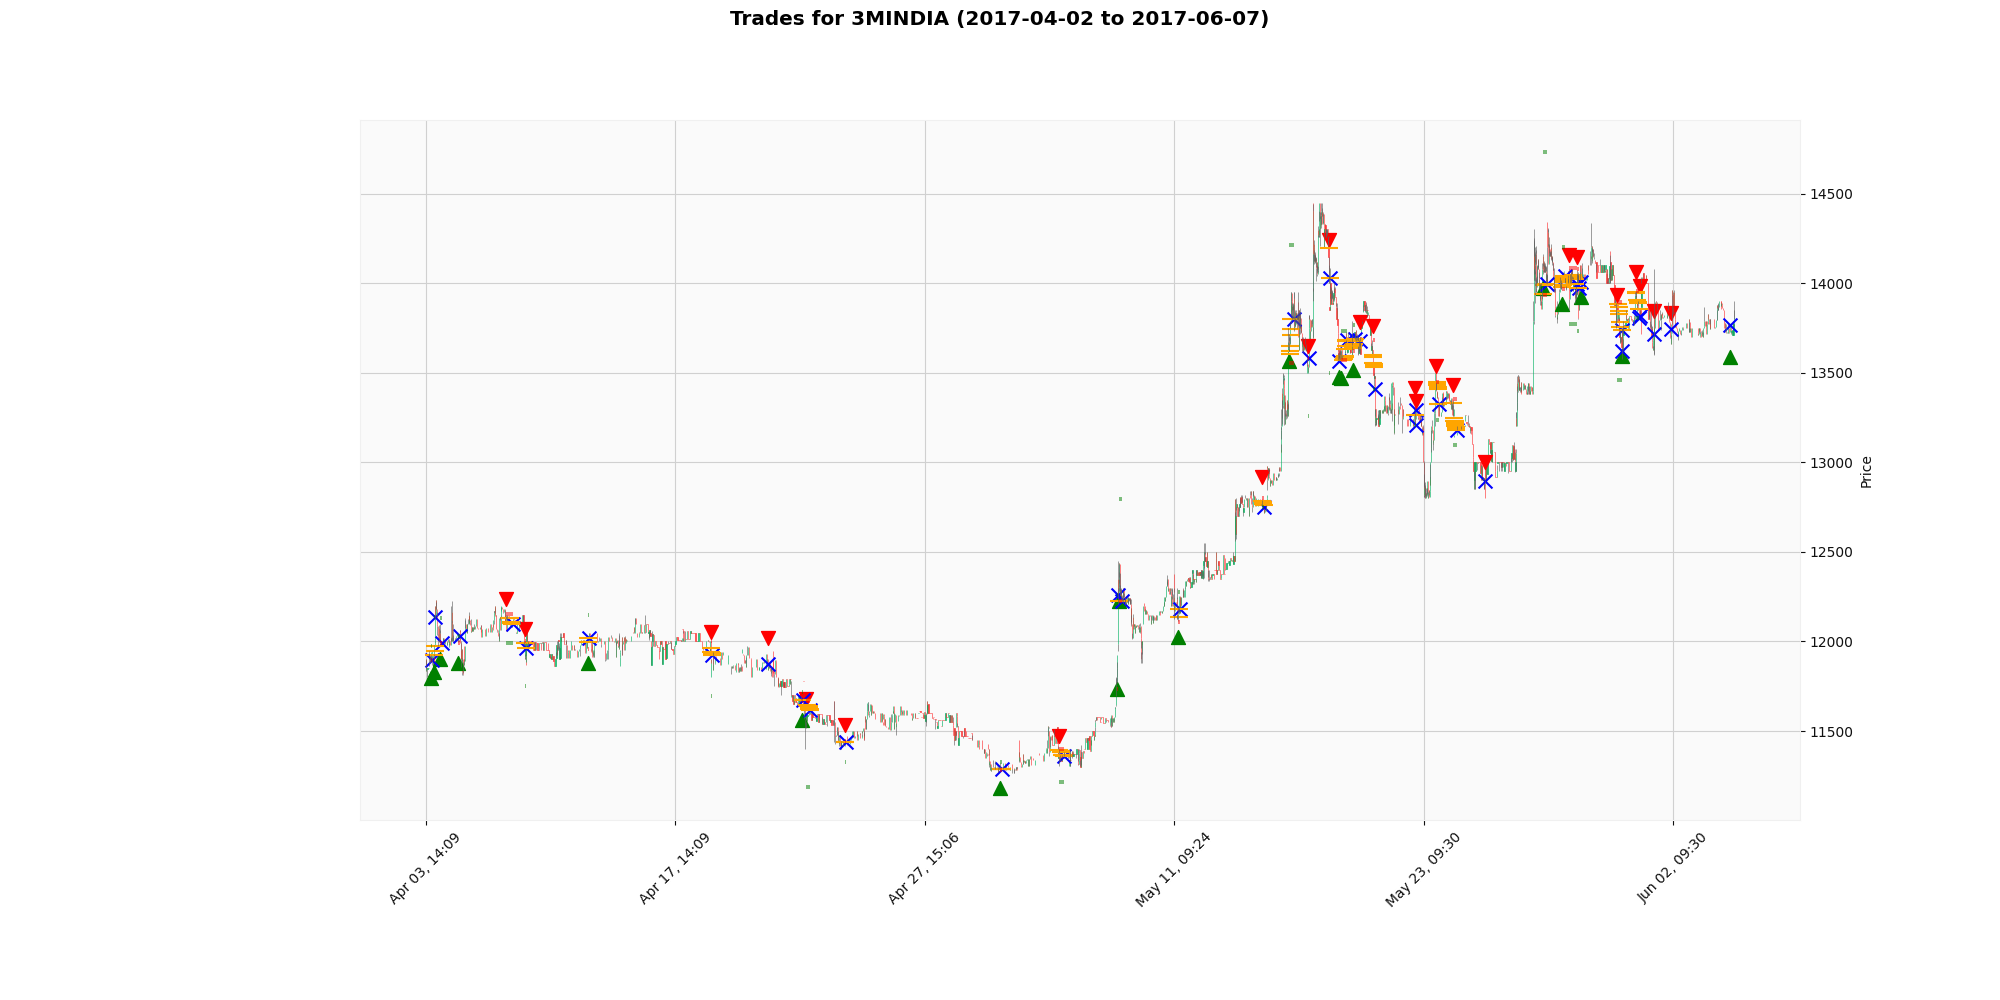 Trades for 3MINDIA (2017-04-02 to 2017-06-07)
14500
14000
13500
13000
12500
12000
11500
Price
Apr 03, 14:09
Apr 17, 14:09
Apr 27, 15:06
May 11, 09:24
May 23, 09:30
Jun 02, 09:30